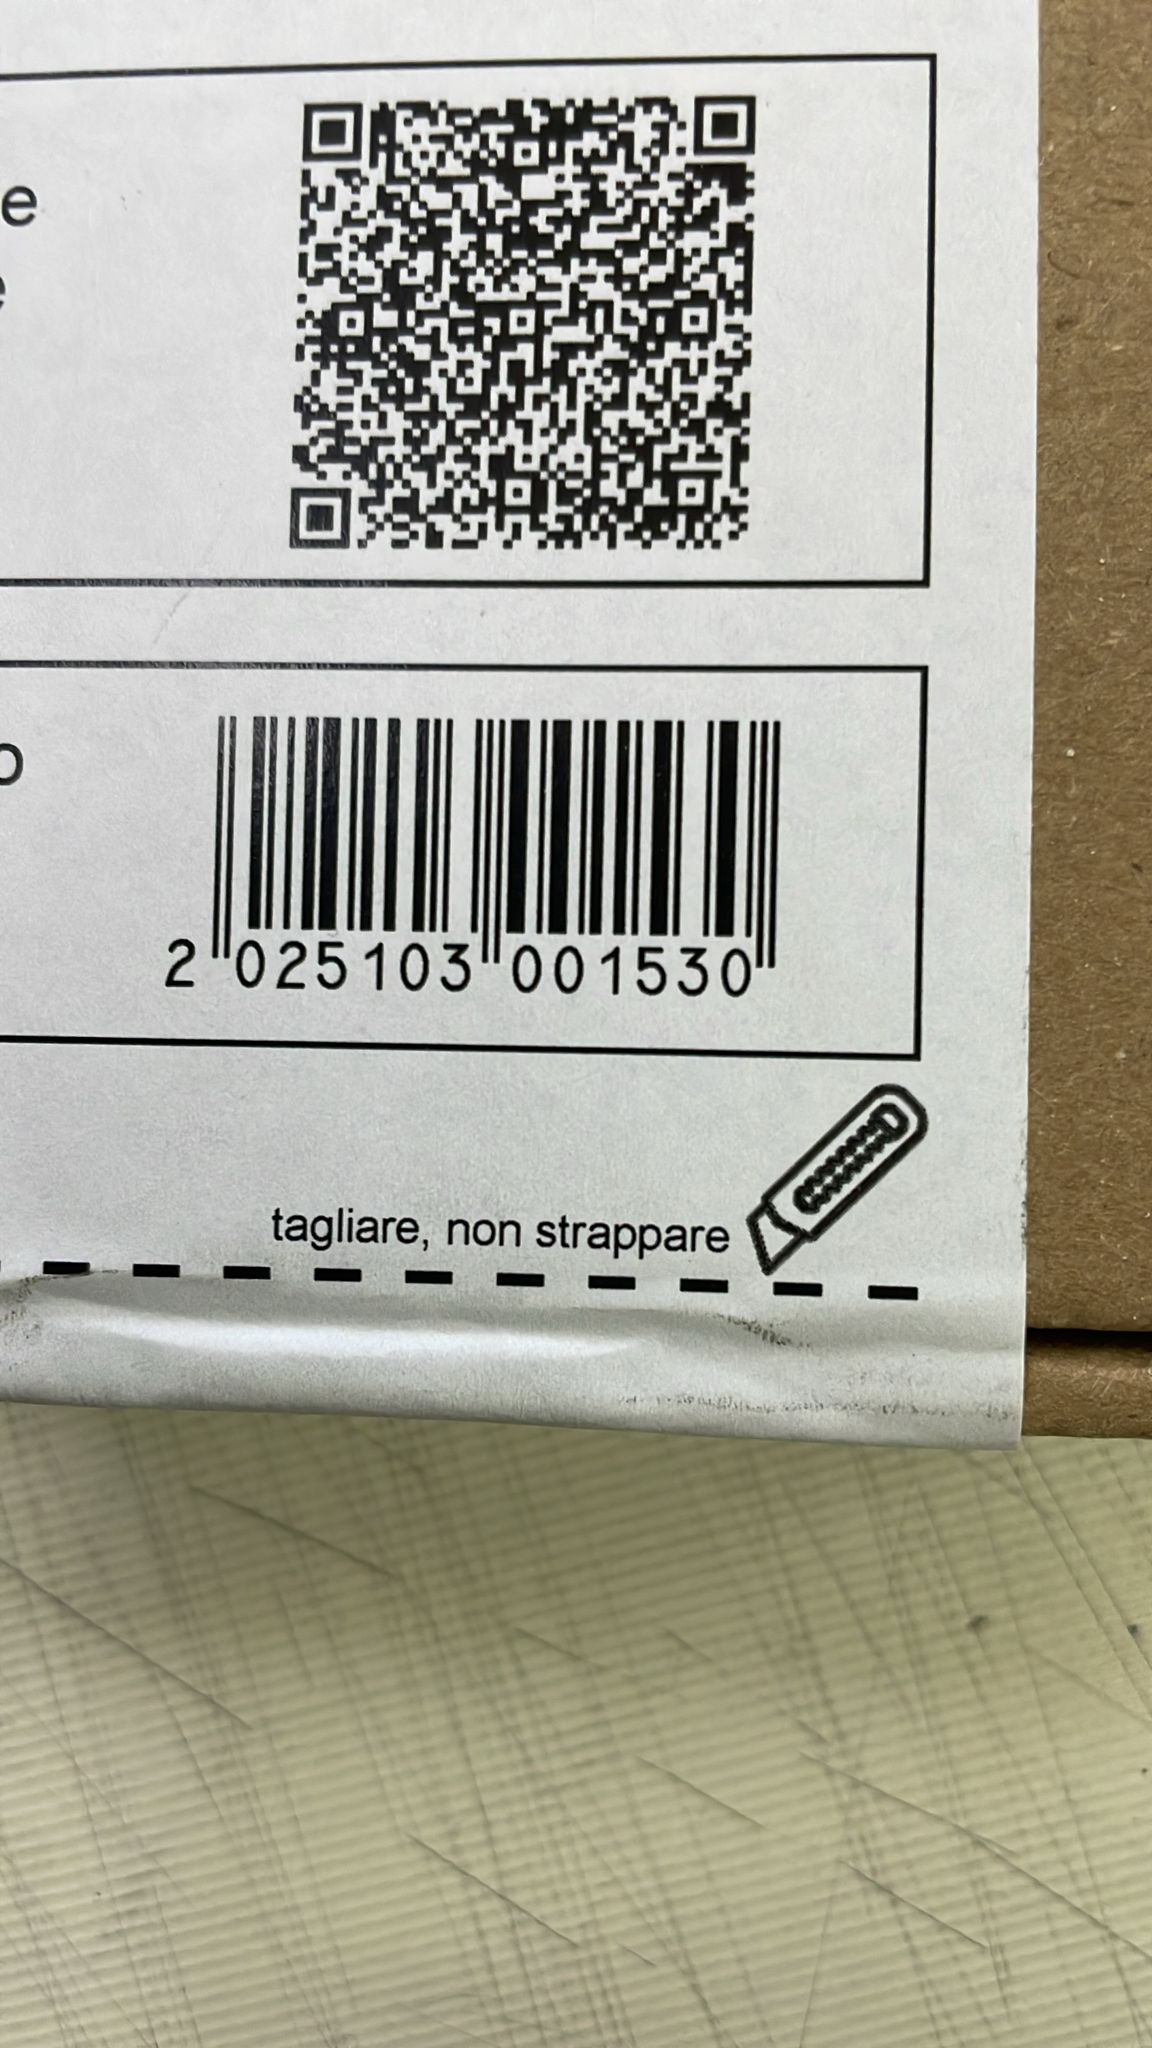 e
e
o
2 025103 001530
tagliare, non strappare